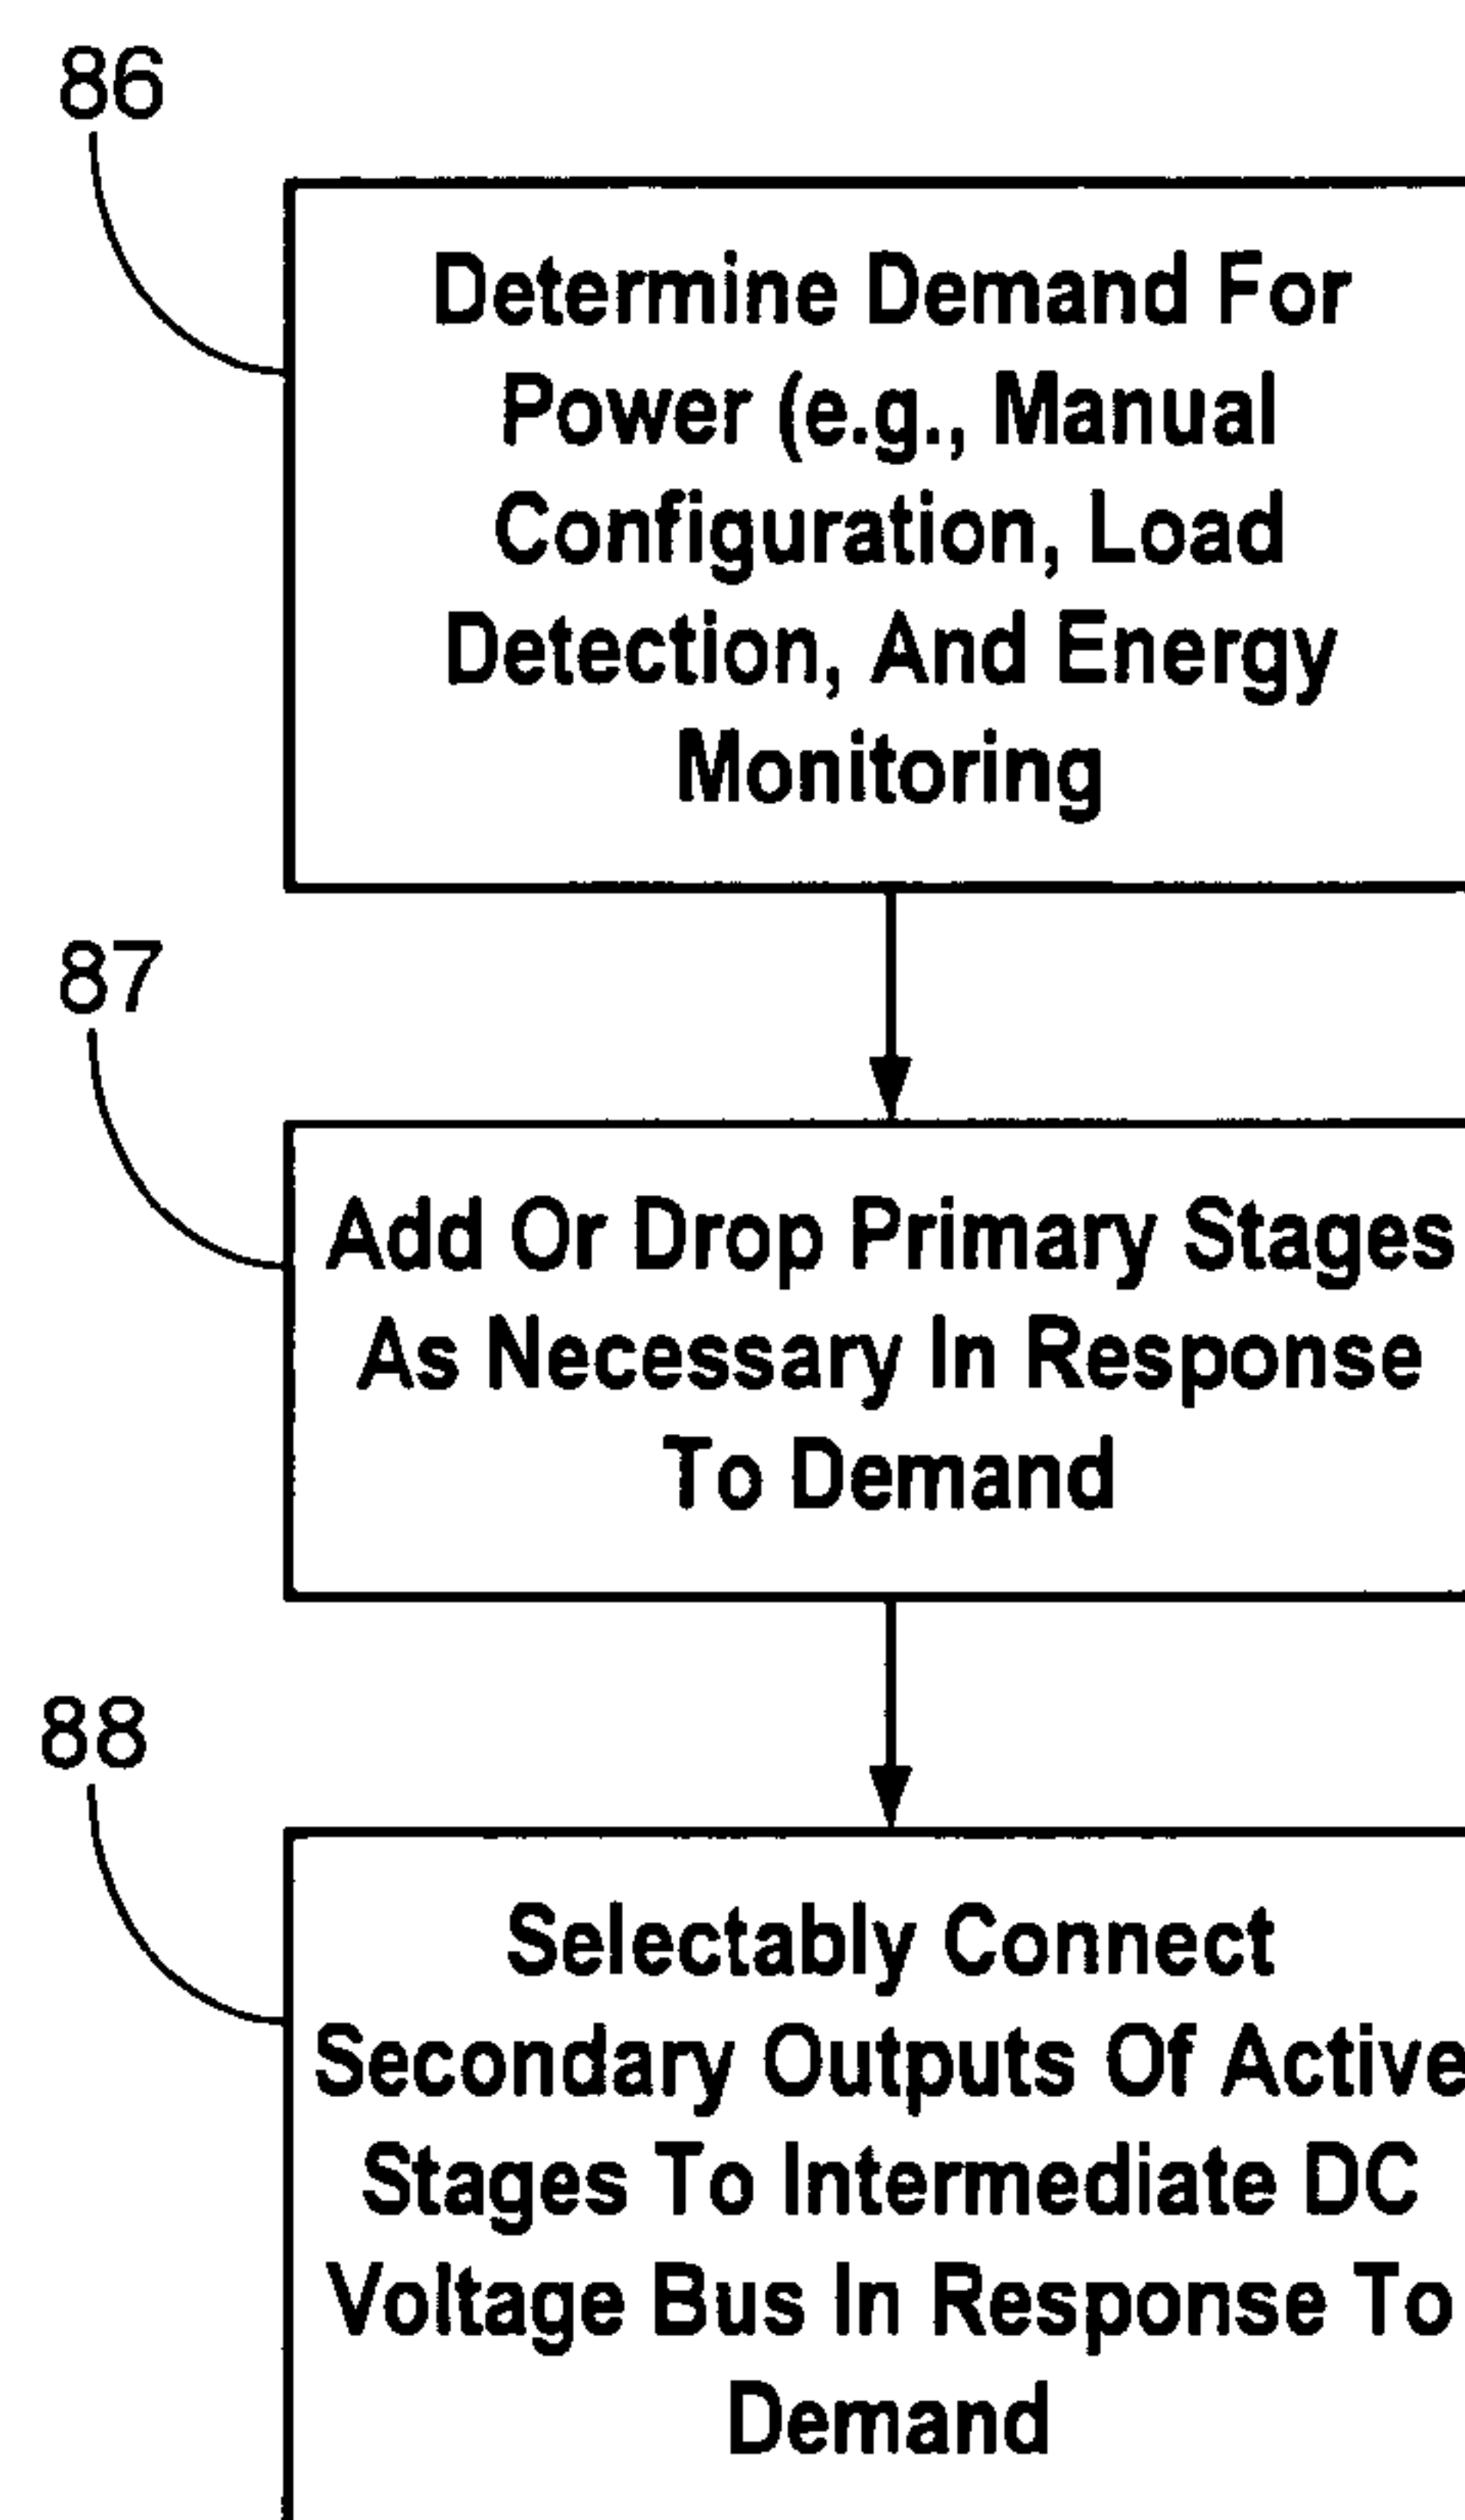 86
Determine Demand For
Power (e.g., Manual
Configuration, Load
Detection, And Energy
Monitoring
87
Add Or Drop Primary Stages
As Necessary In Response
To Demand
88
Selectably Connect
Secondary Outputs Of Active
Stages To Intermediate DC
Voltage Bus In Response To
Demand